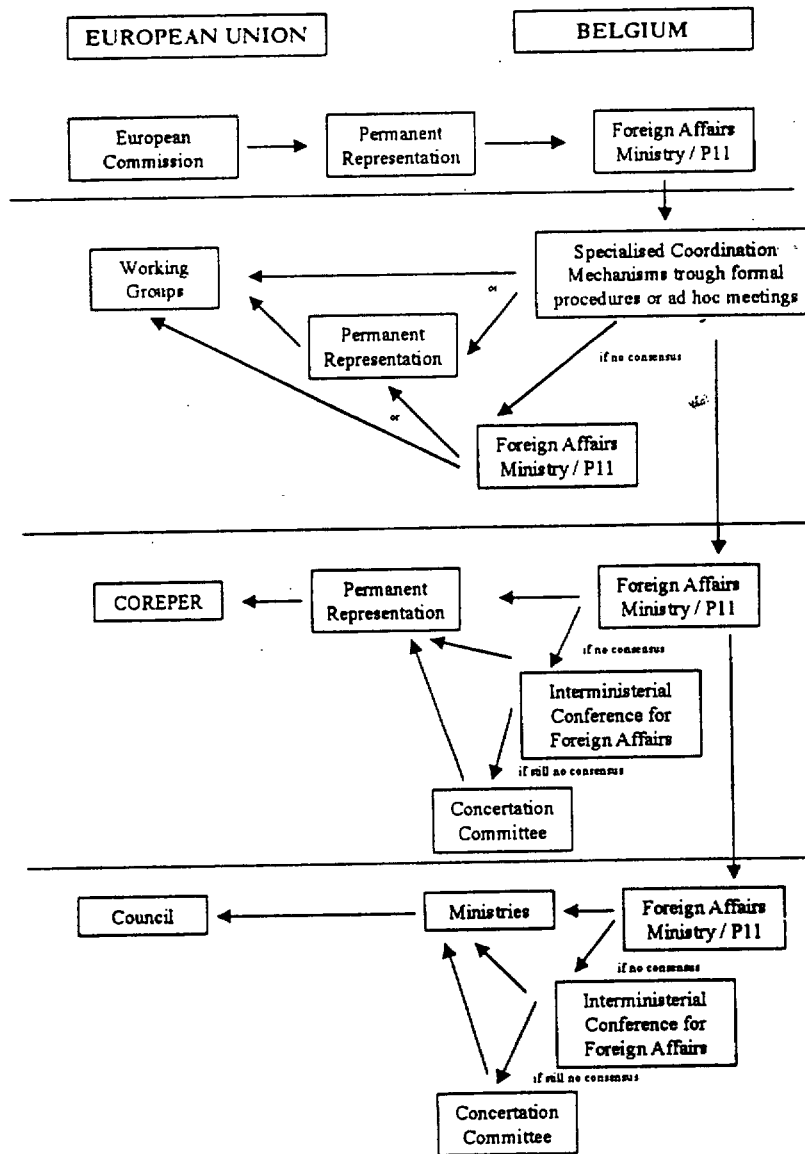 EUROPEAN UNION
BELGIUM
European
Commission
Permanent
Representation
Foreign Affairs
Ministry / P11
Working
Groups
Specialised Coordination
Mechanisms trough formal
procedures or ad hoc meetings
or
Permanent
Representation
if no consensus
or
Foreign Affairs
Ministry / P11
COREPER
Permanent
Representation
Foreign Affairs
Ministry / P11
if no consensus
Interministerial
Conference for
Foreign Affairs
if still no consensus
Concertation
Committee
Council
Ministries
Foreign Affairs
Ministry / P11
if no consensus
Interministerial
Conference for
Foreign Affairs
if still no consensus
Concertation
Committee